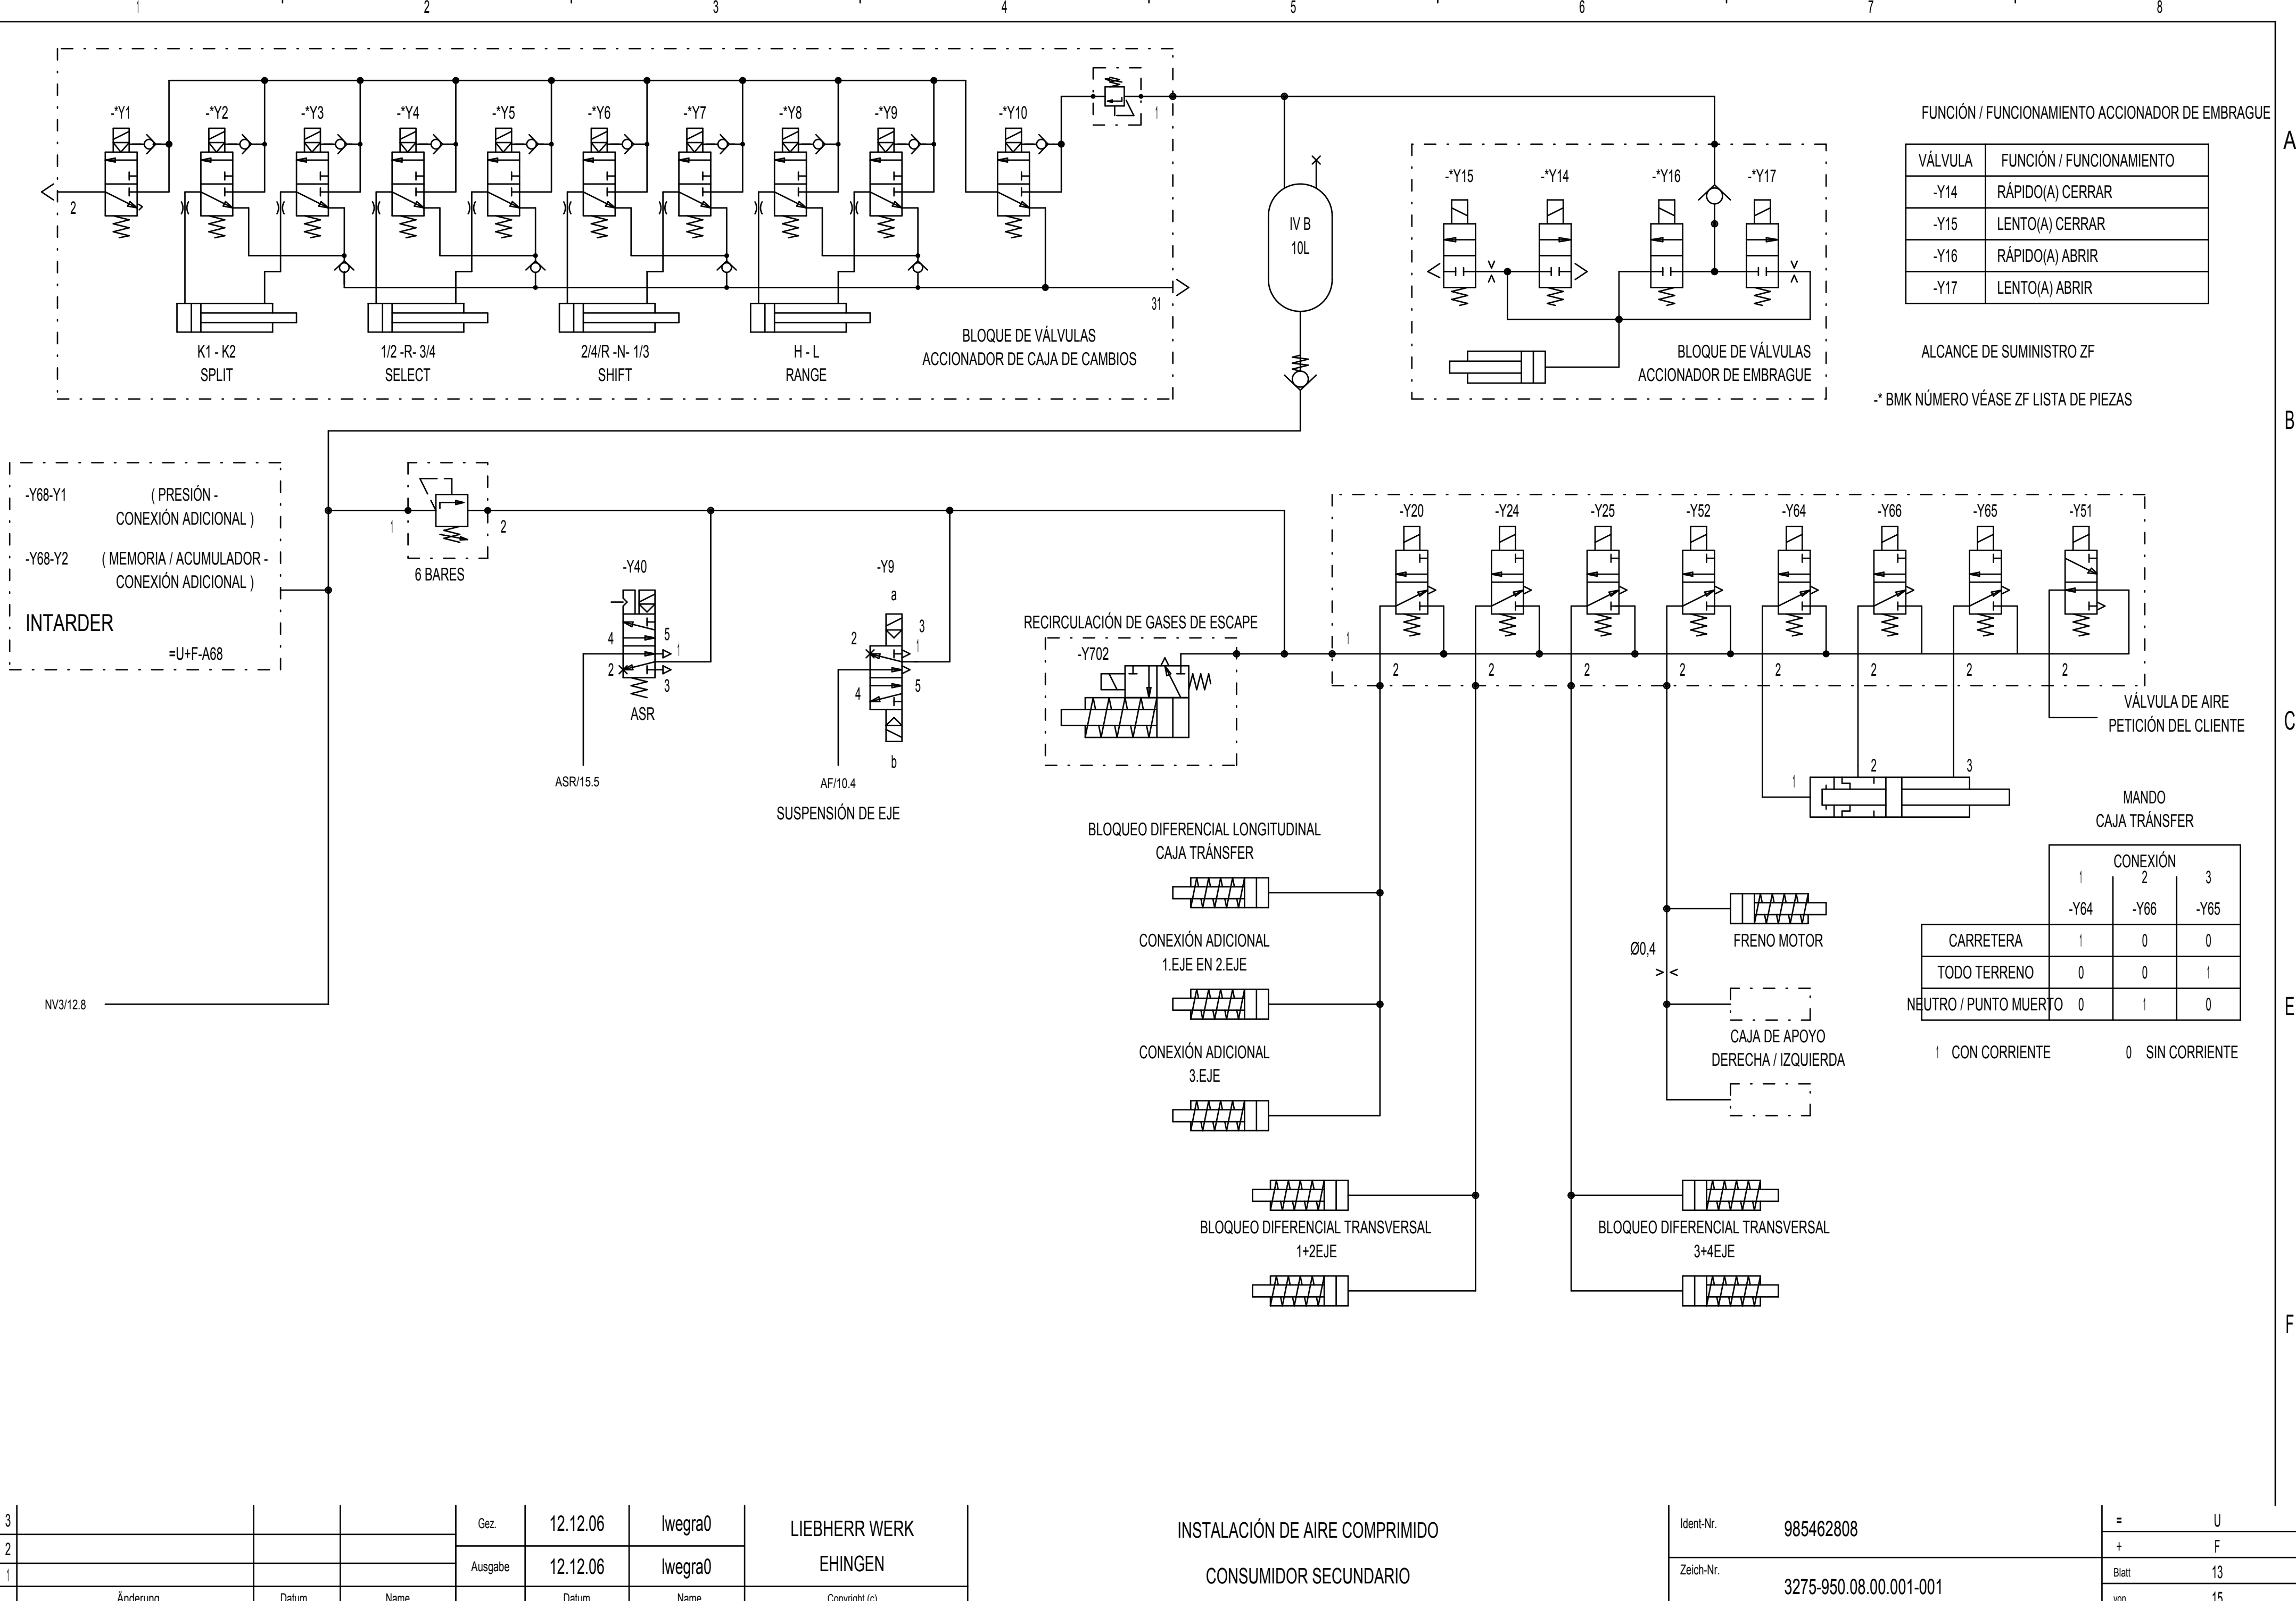 1 2 3 4 5 6 7 8
A
B
C
E
F
-*Y1 -*Y2 -*Y3 -*Y4 -*Y5 -*Y6 -*Y7 -*Y8 -*Y9 -*Y10
1
2
31
K1 - K2
SPLIT
1/2 -R- 3/4
SELECT
2/4/R -N- 1/3
SHIFT
H - L
RANGE
BLOQUE DE VÁLVULAS
ACCIONADOR DE CAJA DE CAMBIOS
IV B
10L
-*Y15 -*Y14 -*Y16 -*Y17
BLOQUE DE VÁLVULAS
ACCIONADOR DE EMBRAGUE
FUNCIÓN / FUNCIONAMIENTO ACCIONADOR DE EMBRAGUE
VÁLVULA FUNCIÓN / FUNCIONAMIENTO
-Y14 RÁPIDO(A) CERRAR
-Y15 LENTO(A) CERRAR
-Y16 RÁPIDO(A) ABRIR
-Y17 LENTO(A) ABRIR
ALCANCE DE SUMINISTRO ZF
-* BMK NÚMERO VÉASE ZF LISTA DE PIEZAS
-Y68-Y1 ( PRESIÓN -
CONEXIÓN ADICIONAL )
-Y68-Y2 ( MEMORIA / ACUMULADOR -
CONEXIÓN ADICIONAL )
INTARDER
=U+F-A68
1 2
6 BARES
-Y40
4 5
1
2 3
ASR
ASR/15.5
-Y9
a
2 3
1
4 5
b
AF/10.4
SUSPENSIÓN DE EJE
RECIRCULACIÓN DE GASES DE ESCAPE
-Y702
-Y20 -Y24 -Y25 -Y52 -Y64 -Y66 -Y65 -Y51
1
2 2 2 2 2 2 2 2
VÁLVULA DE AIRE
PETICIÓN DEL CLIENTE
1 2 3
MANDO
CAJA TRÁNSFER
CONEXIÓN
1 2 3
-Y64 -Y66 -Y65
CARRETERA 1 0 0
TODO TERRENO 0 0 1
NEUTRO / PUNTO MUERTO 0 1 0
1 CON CORRIENTE 0 SIN CORRIENTE
BLOQUEO DIFERENCIAL LONGITUDINAL
CAJA TRÁNSFER
CONEXIÓN ADICIONAL
1.EJE EN 2.EJE
CONEXIÓN ADICIONAL
3.EJE
FRENO MOTOR
Ø0,4
CAJA DE APOYO
DERECHA / IZQUIERDA
NV3/12.8
BLOQUEO DIFERENCIAL TRANSVERSAL
1+2EJE
BLOQUEO DIFERENCIAL TRANSVERSAL
3+4EJE
3
2
1
Änderung Datum Name
Gez. 12.12.06 lwegra0
Ausgabe 12.12.06 lwegra0
Datum Name
LIEBHERR WERK
EHINGEN
Copyright (c)
INSTALACIÓN DE AIRE COMPRIMIDO
CONSUMIDOR SECUNDARIO
Ident-Nr. 985462808
Zeich-Nr. 3275-950.08.00.001-001
= U
+ F
Blatt 13
von 15